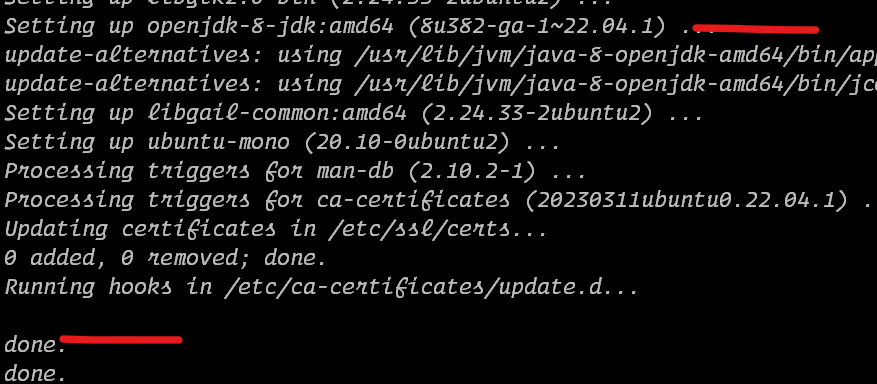 Setting up openjdk-8-jdk:amd64 (8u382-ga-1~22.04.1) ...
update-alternatives: using /usr/lib/jvm/java-8-openjdk-amd64/bin/app
update-alternatives: using /usr/lib/jvm/java-8-openjdk-amd64/bin/jco
Setting up libgail-common:amd64 (2.24.33-2ubuntu2) ...
Setting up ubuntu-mono (20.10-0ubuntu2) ...
Processing triggers for man-db (2.10.2-1) ...
Processing triggers for ca-certificates (20230311ubuntu0.22.04.1) .
Updating certificates in /etc/ssl/certs...
0 added, 0 removed; done.
Running hooks in /etc/ca-certificates/update.d...
done.
done.